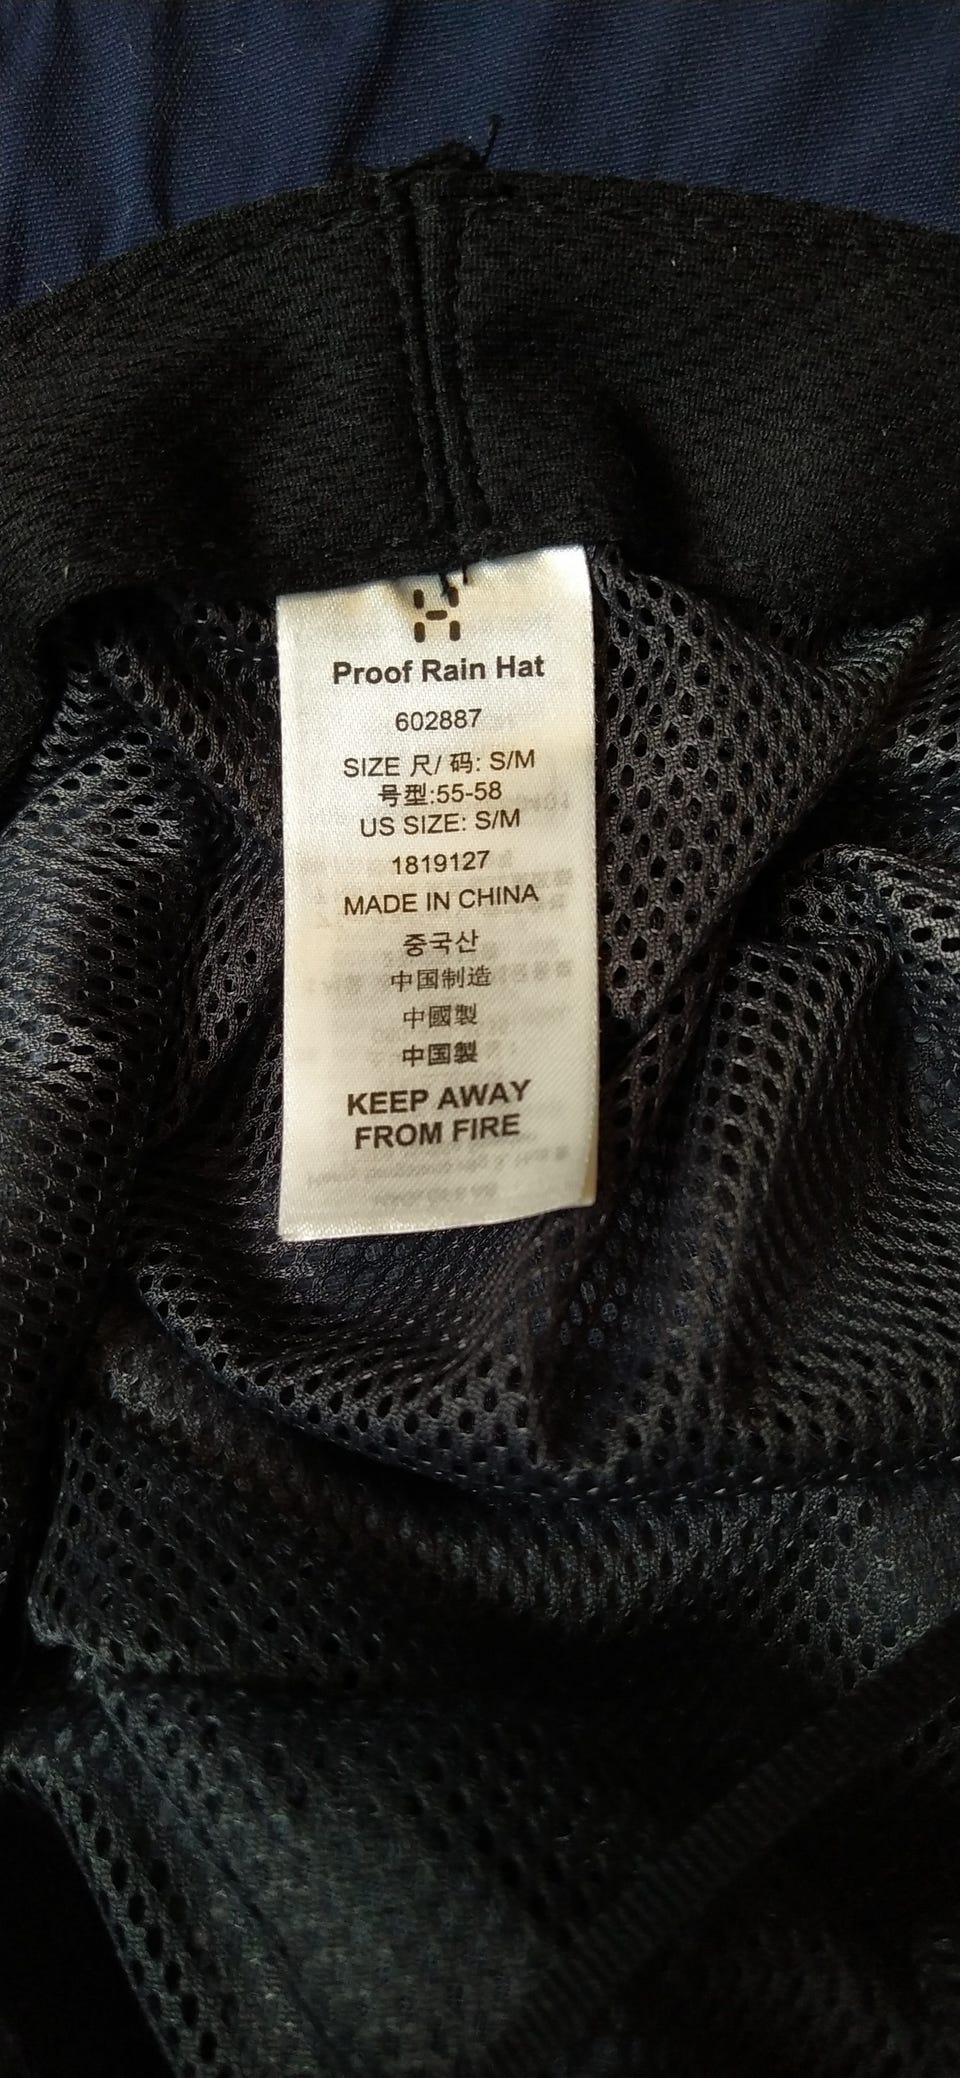 Proof Rain Hat
602887
SIZE 尺/ 码: S/M
号型:55-58
US SIZE: S/M
1819127
MADE IN CHINA
중국산
中国制造
中國製
中国製
KEEP AWAY
FROM FIRE